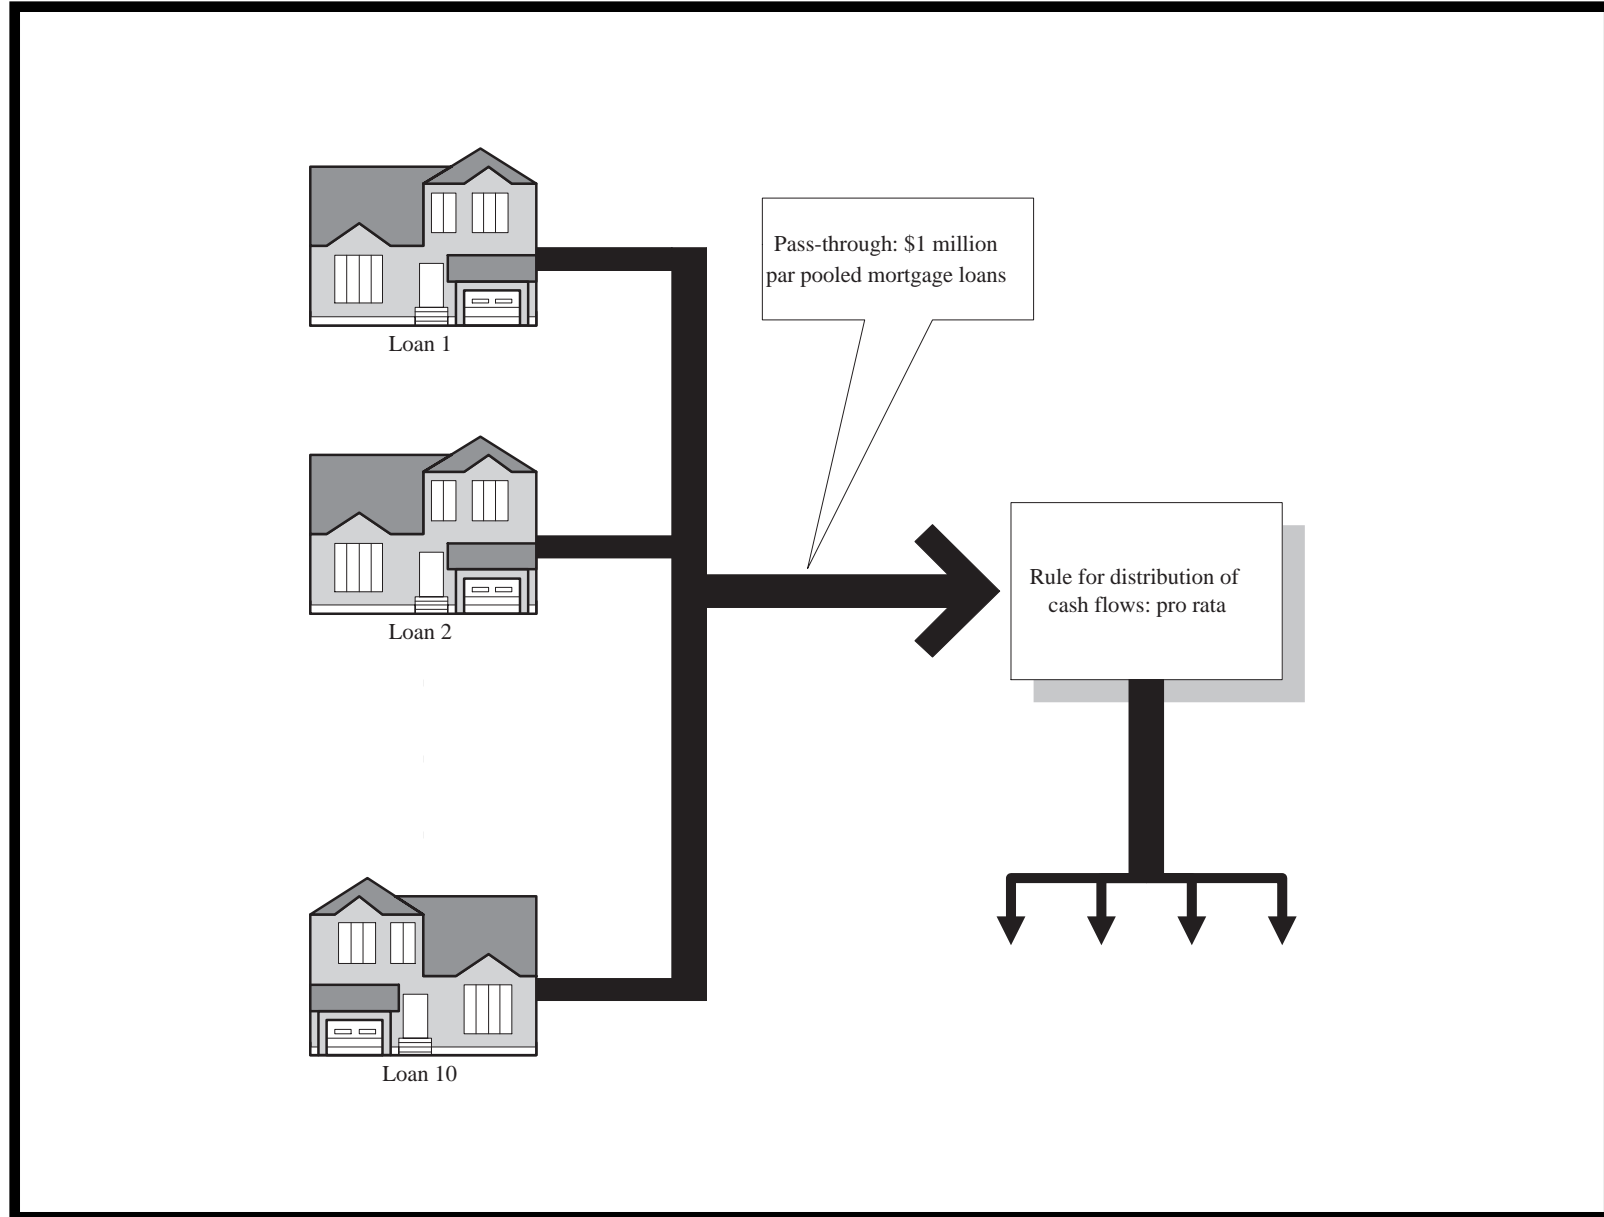 Loan 1
Pass-through: $1 million
par pooled mortgage loans
Loan 2
Rule for distribution of
cash flows: pro rata
Loan 10